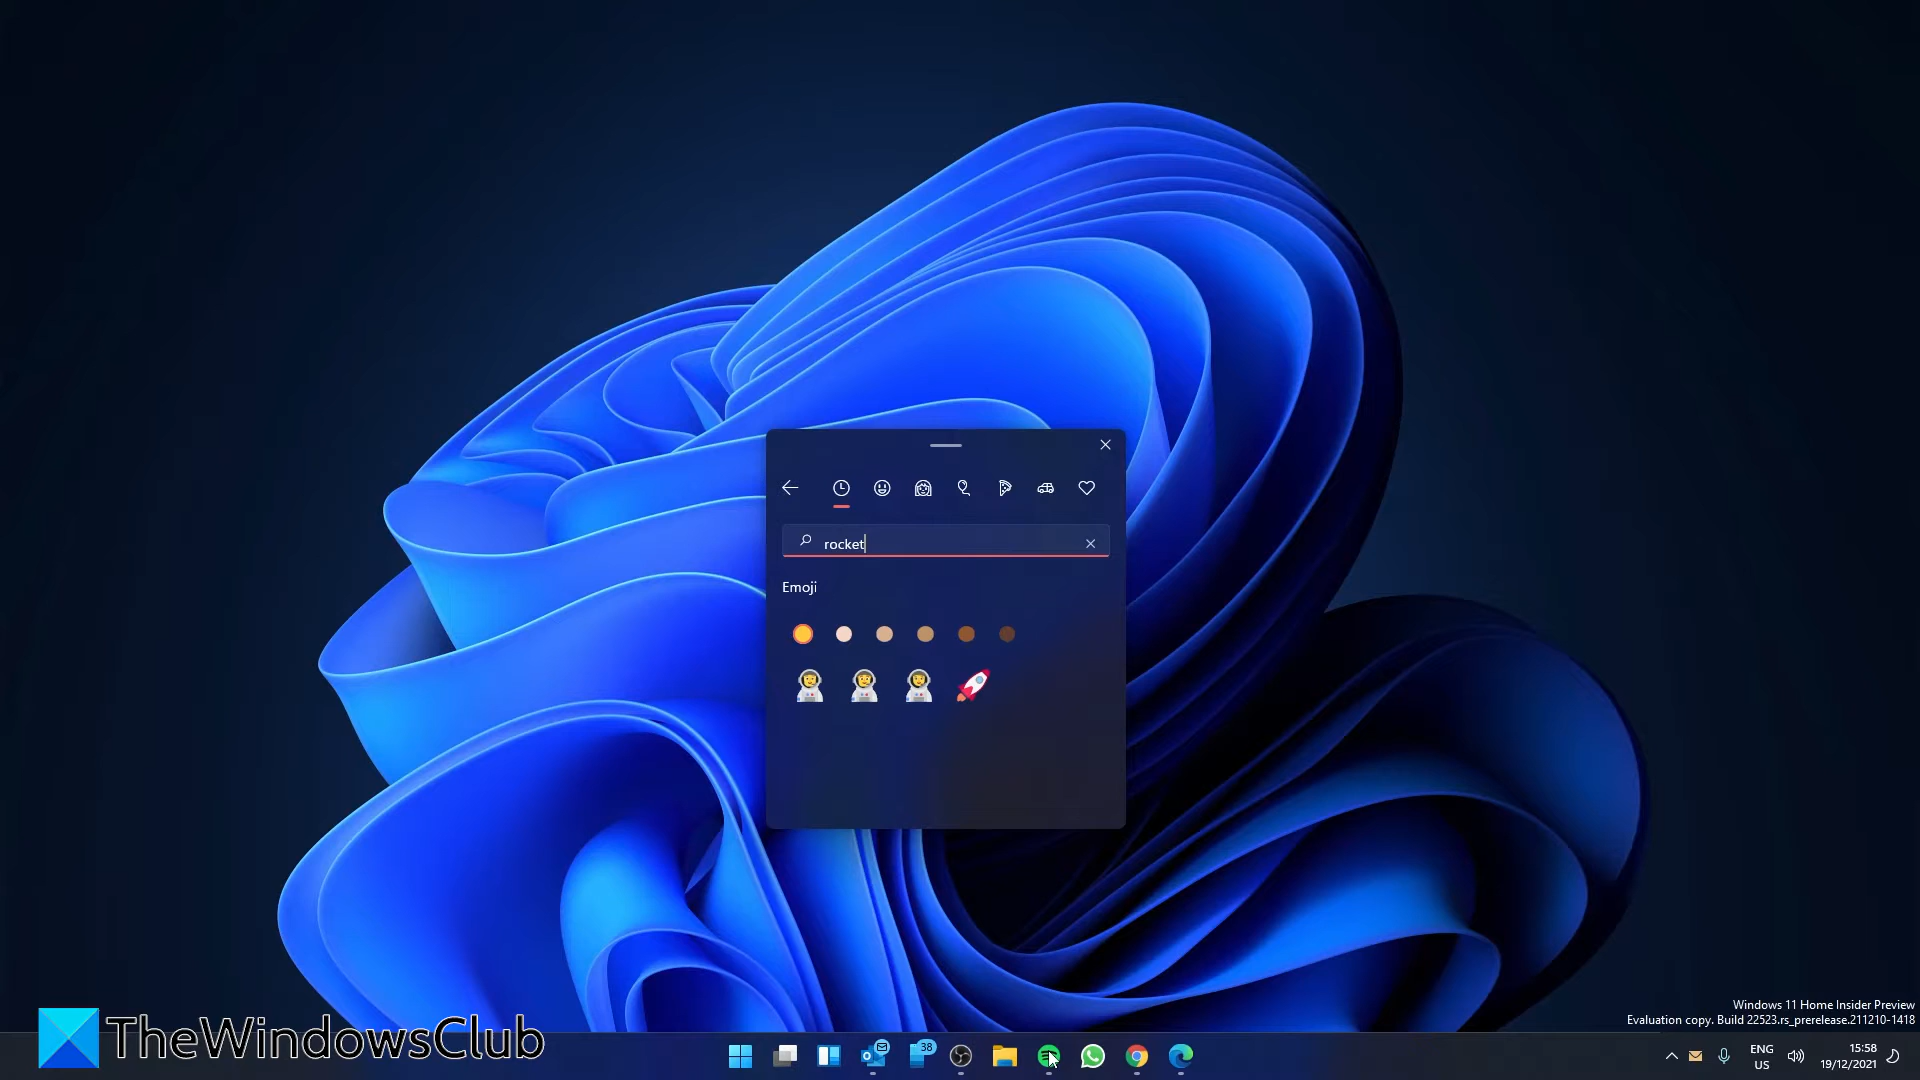 rocket
Emoji
Windows 11 Home Insider Preview
Evaluation copy. Build 22523.rs_prerelease.211210-1418
TheWindowsClub
38
ENG
US
15:58
19/12/2021